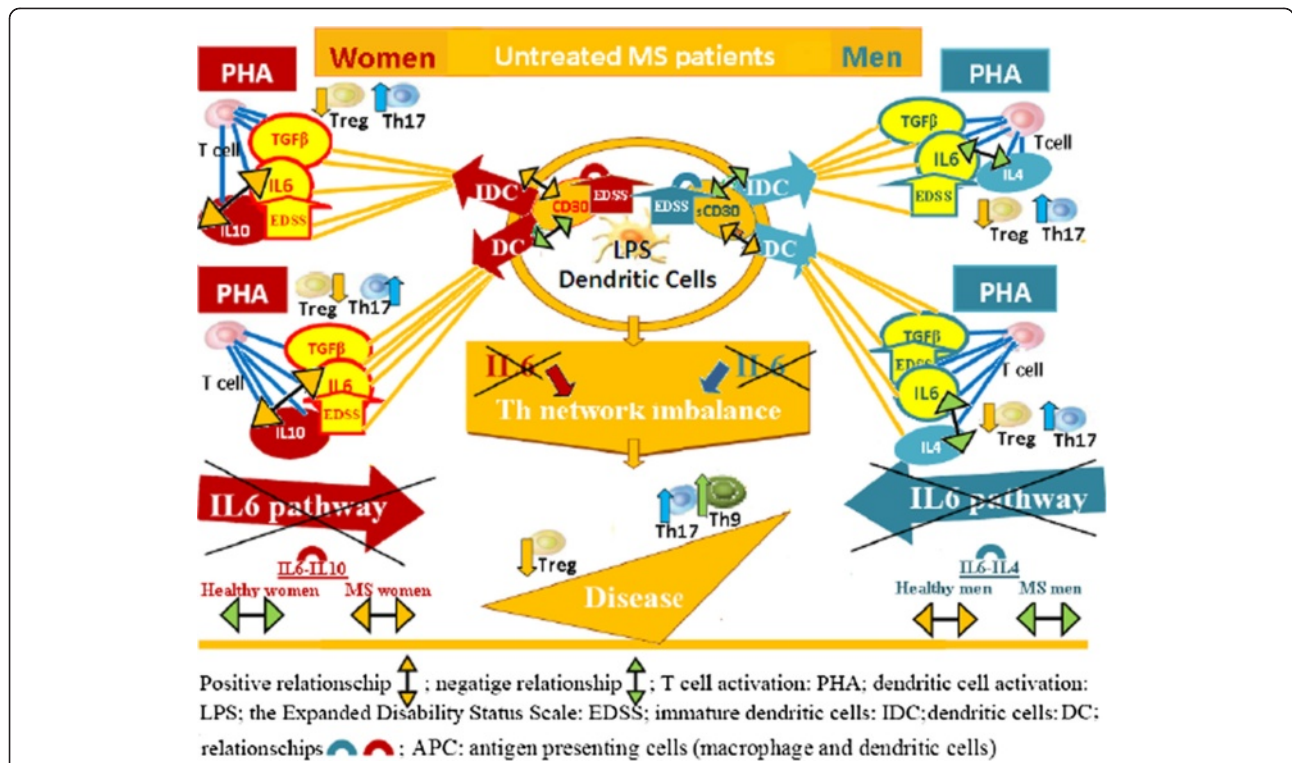 Women Untreated MS patients Men
PHA
Treg Th17
T cell
TGFβ
IL6
IL10
EDSS
PHA
Treg Th17
T cell
TGFβ
IL6
EDSS
IL10
IDC
DC
CD80
EDSS
EDSS
sCD80
IDC
DC
LPS
Dendritic Cells
PHA
TGFβ
Tcell
IL6
IL4
EDSS
Treg Th17
PHA
TGFβ
EDSS
T cell
IL6
IL4
Treg Th17
IL6 IL6
Th network imbalance
IL6 pathway
IL6 pathway
Th17 Th9
Treg
Disease
IL6-IL10
Healthy women MS women
IL6-IL4
Healthy men MS men
Positive relationschip ; negatige relationship ; T cell activation: PHA; dendritic cell activation:
LPS; the Expanded Disability Status Scale: EDSS; immature dendritic cells: IDC; dendritic cells: DC;
relationships ; APC: antigen presenting cells (macrophage and dendritic cells)